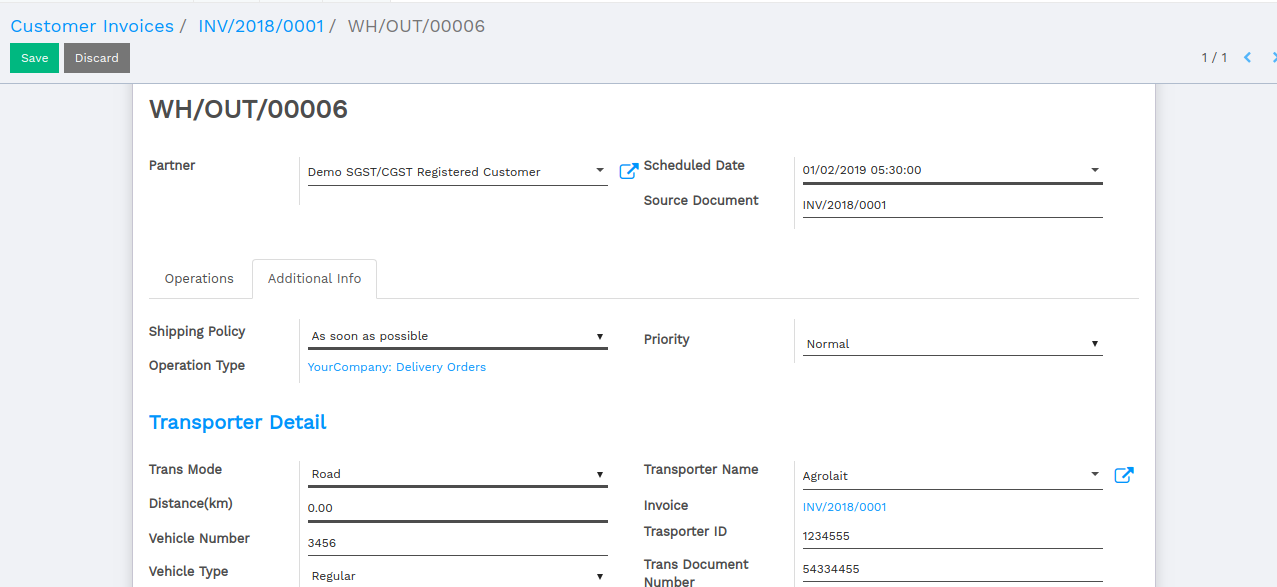 Customer Invoices / INV/2018/0001 / WH/OUT/00006
Save Discard 1 / 1
WH/OUT/00006
Partner Demo SGST/CGST Registered Customer Scheduled Date 01/02/2019 05:30:00
Source Document INV/2018/0001
Operations Additional Info
Shipping Policy As soon as possible Priority Normal
Operation Type YourCompany: Delivery Orders
Transporter Detail
Trans Mode Road Transporter Name Agrolait
Distance(km) 0.00 Invoice INV/2018/0001
Vehicle Number 3456 Trasporter ID 1234555
Vehicle Type Regular Trans Document Number 54334455